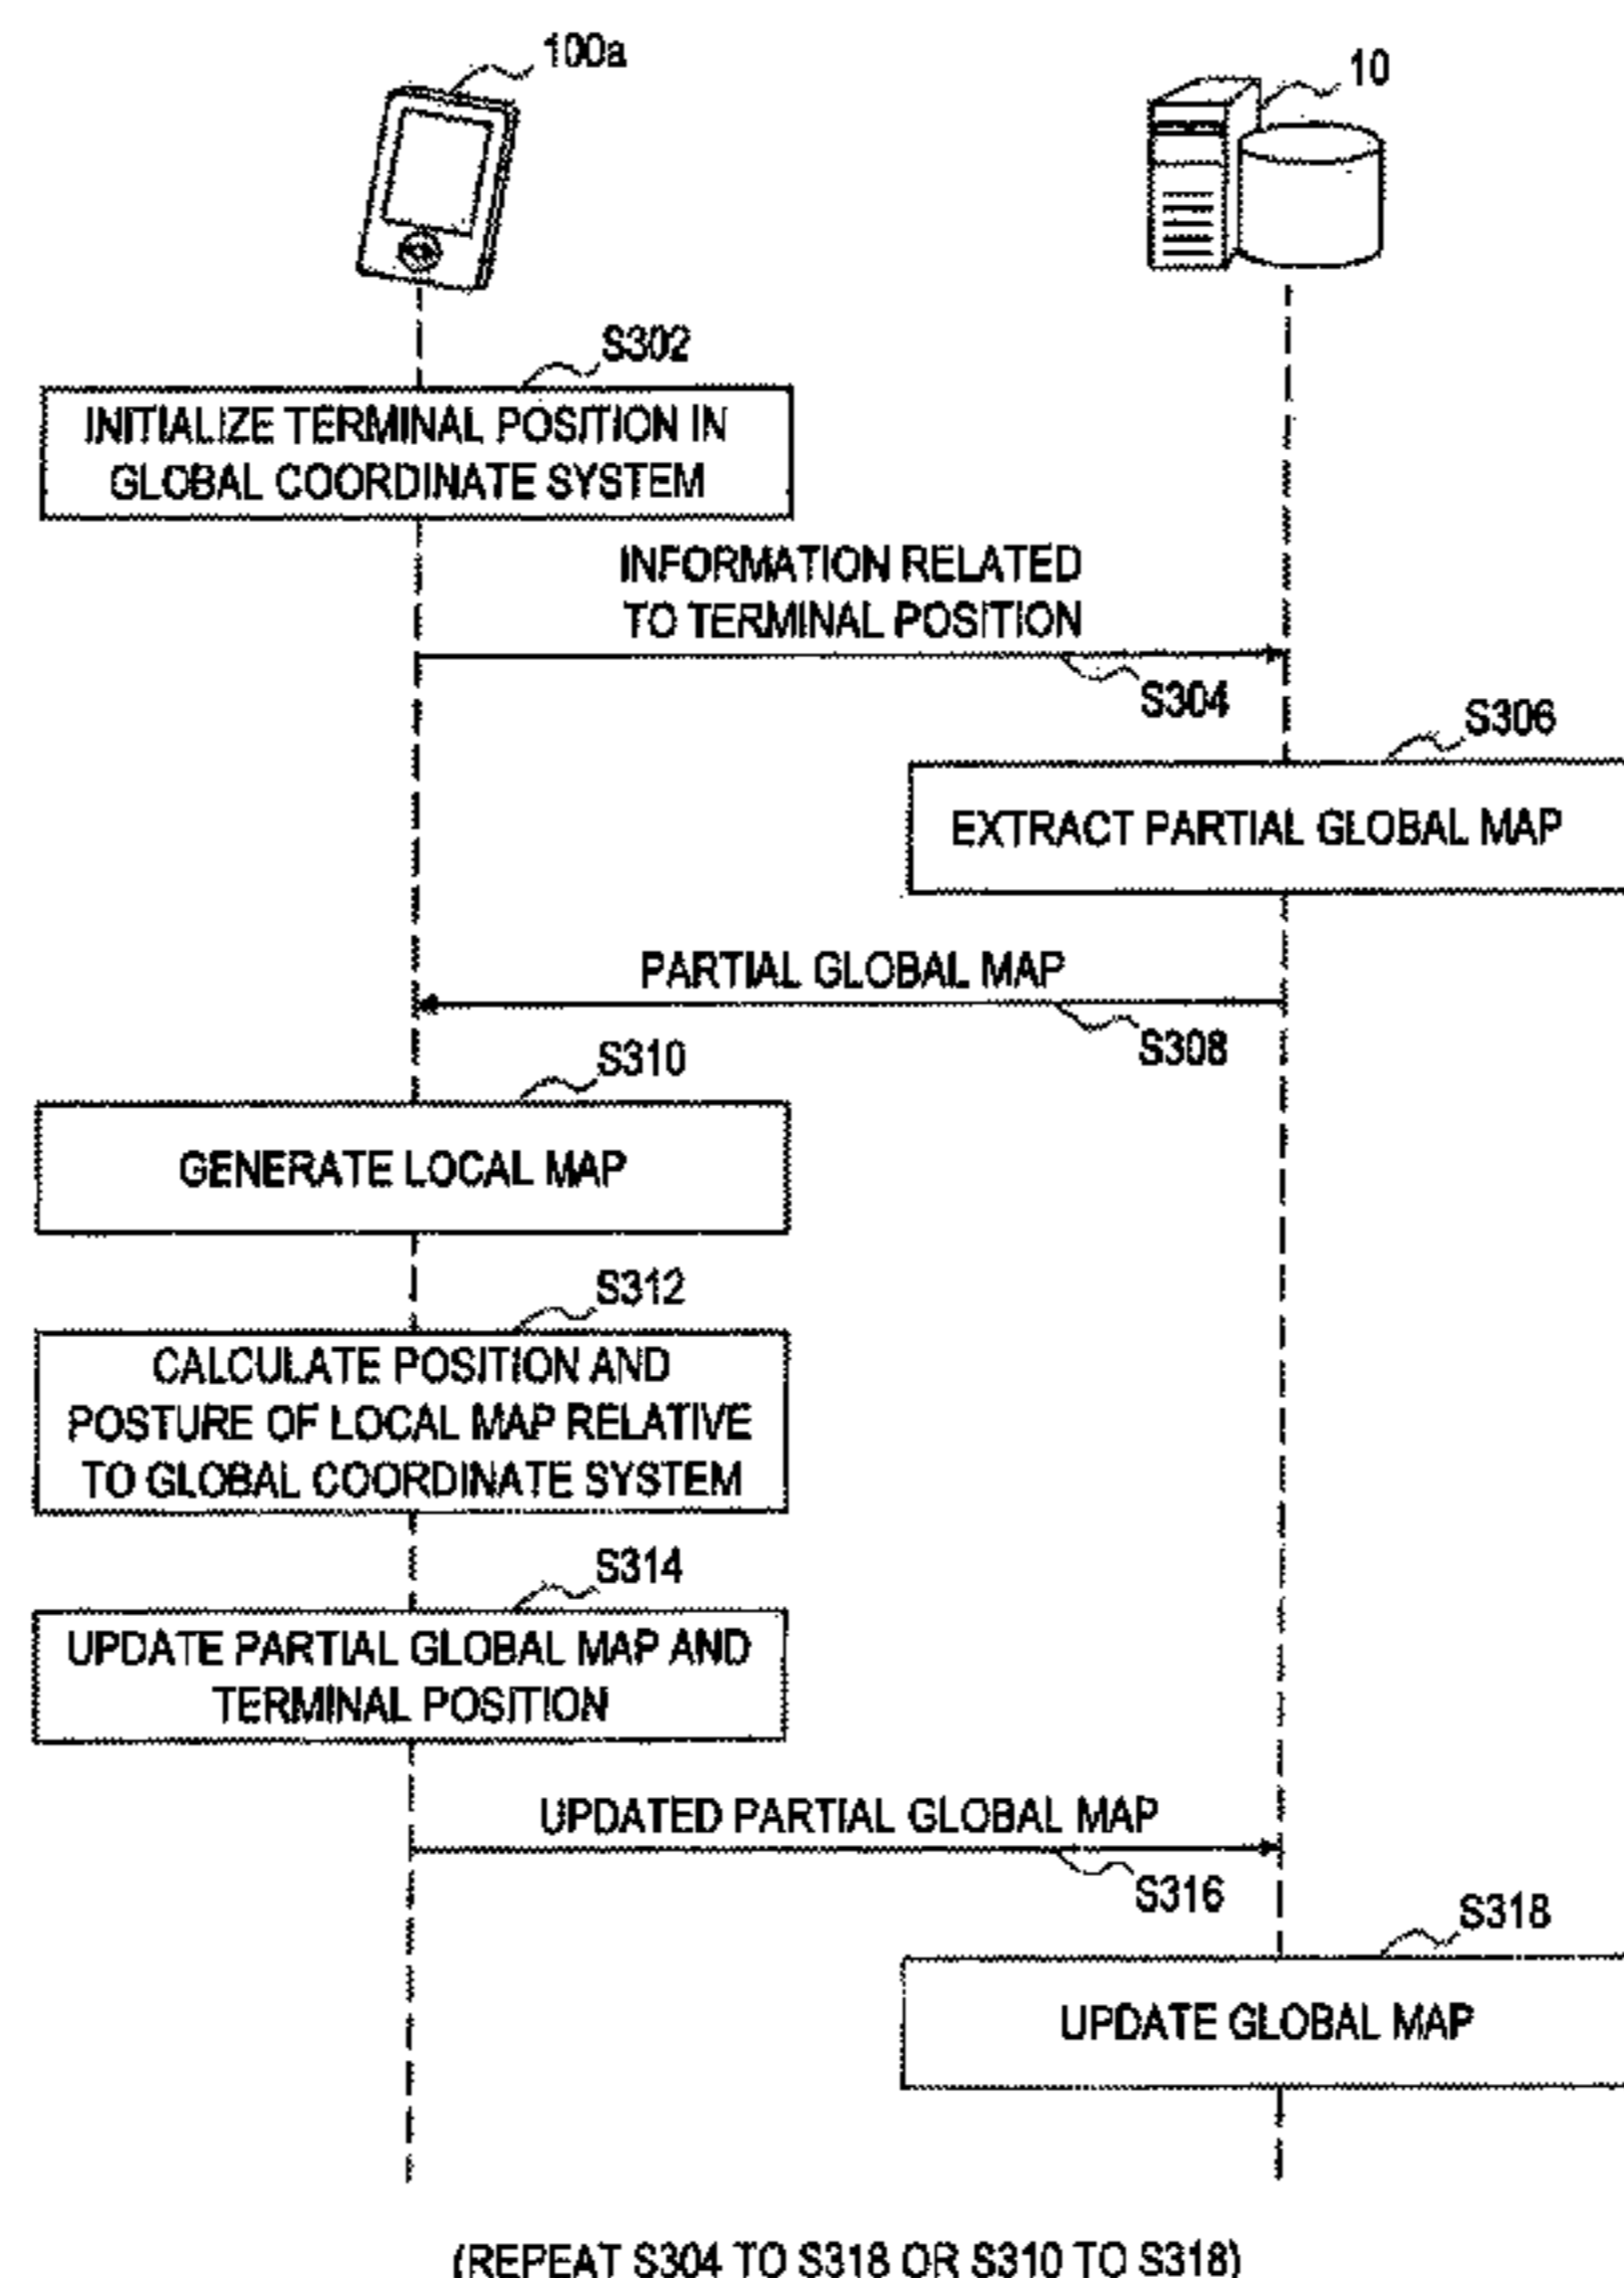 100a
10
S302
INITIALIZE TERMINAL POSITION IN
GLOBAL COORDINATE SYSTEM
INFORMATION RELATED
TO TERMINAL POSITION
S304
S306
EXTRACT PARTIAL GLOBAL MAP
PARTIAL GLOBAL MAP
S308
S310
GENERATE LOCAL MAP
S312
CALCULATE POSITION AND
POSTURE OF LOCAL MAP RELATIVE
TO GLOBAL COORDINATE SYSTEM
S314
UPDATE PARTIAL GLOBAL MAP AND
TERMINAL POSITION
UPDATED PARTIAL GLOBAL MAP
S316
S318
UPDATE GLOBAL MAP
(REPEAT S304 TO S318 OR S310 TO S318)